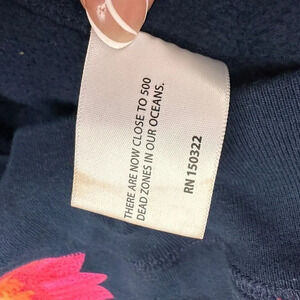 THERE ARE NOW CLOSE TO 500
DEAD ZONES IN OUR OCEANS.
RN 150322